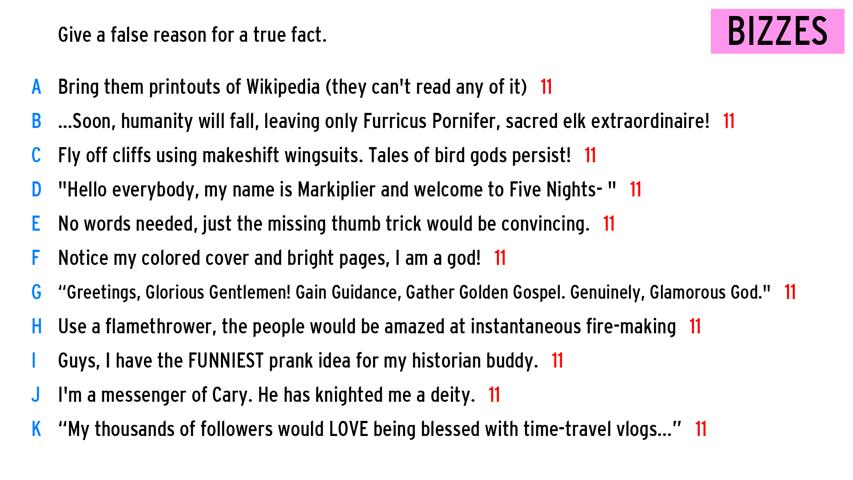 Give a false reason for a true fact.
BIZZES
A Bring them printouts of Wikipedia (they can't read any of it) 11
B ...Soon, humanity will fall, leaving only Furricus Pornifer, sacred elk extraordinaire! 11
C Fly off cliffs using makeshift wingsuits. Tales of bird gods persist! 11
D "Hello everybody, my name is Markiplier and welcome to Five Nights- " 11
E No words needed, just the missing thumb trick would be convincing. 11
F Notice my colored cover and bright pages, I am a god! 11
G “Greetings, Glorious Gentlemen! Gain Guidance, Gather Golden Gospel. Genuinely, Glamorous God." 11
H Use a flamethrower, the people would be amazed at instantaneous fire-making 11
I Guys, I have the FUNNIEST prank idea for my historian buddy. 11
J I'm a messenger of Cary. He has knighted me a deity. 11
K “My thousands of followers would LOVE being blessed with time-travel vlogs...” 11